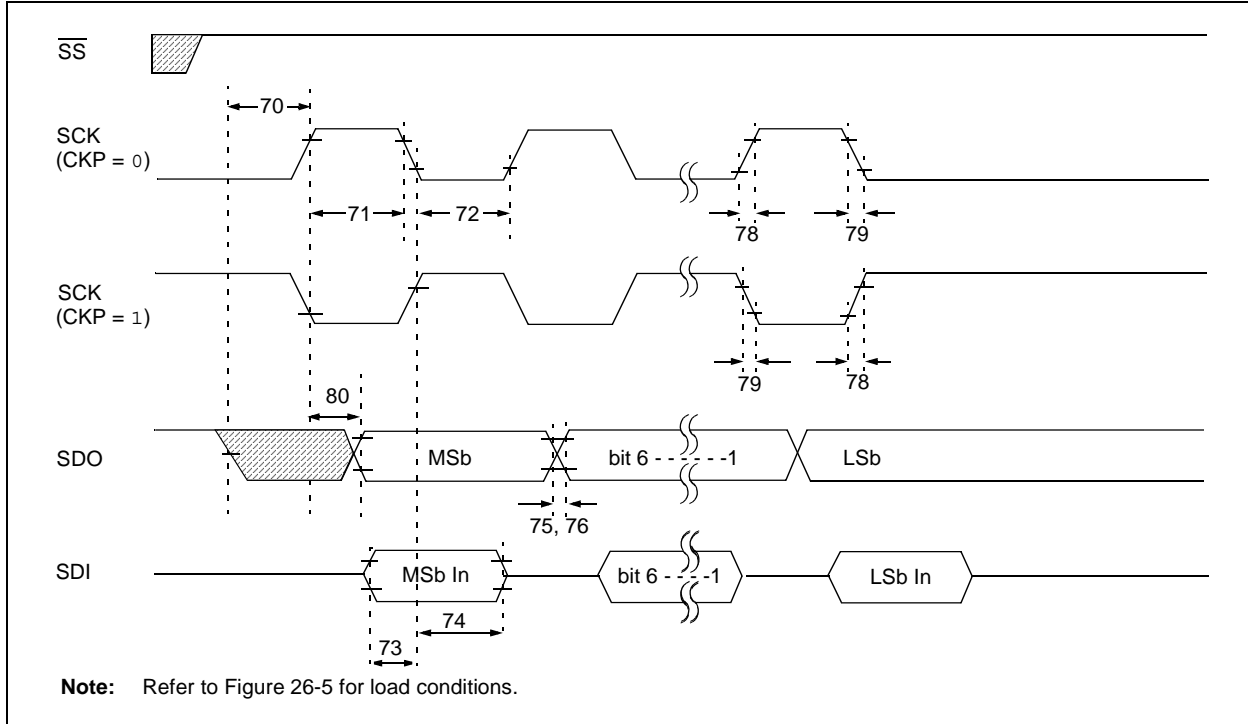 SS
70
SCK
(CKP = 0)
71
72
78
79
SCK
(CKP = 1)
79
78
80
SDO
MSb
bit 6 - - - - - -1
LSb
75, 76
SDI
MSb In
bit 6 - - - - -1
LSb In
74
73
Note: Refer to Figure 26-5 for load conditions.